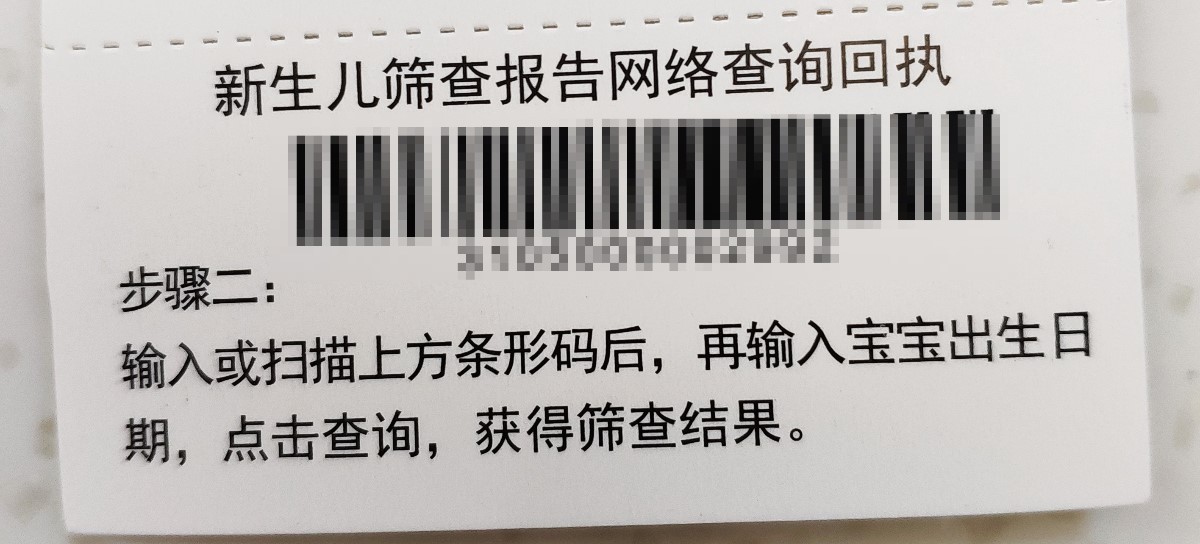 新生儿筛查报告网络查询回执
步骤二：
输入或扫描上方条形码后，再输入宝宝出生日
期，点击查询，获得筛查结果。